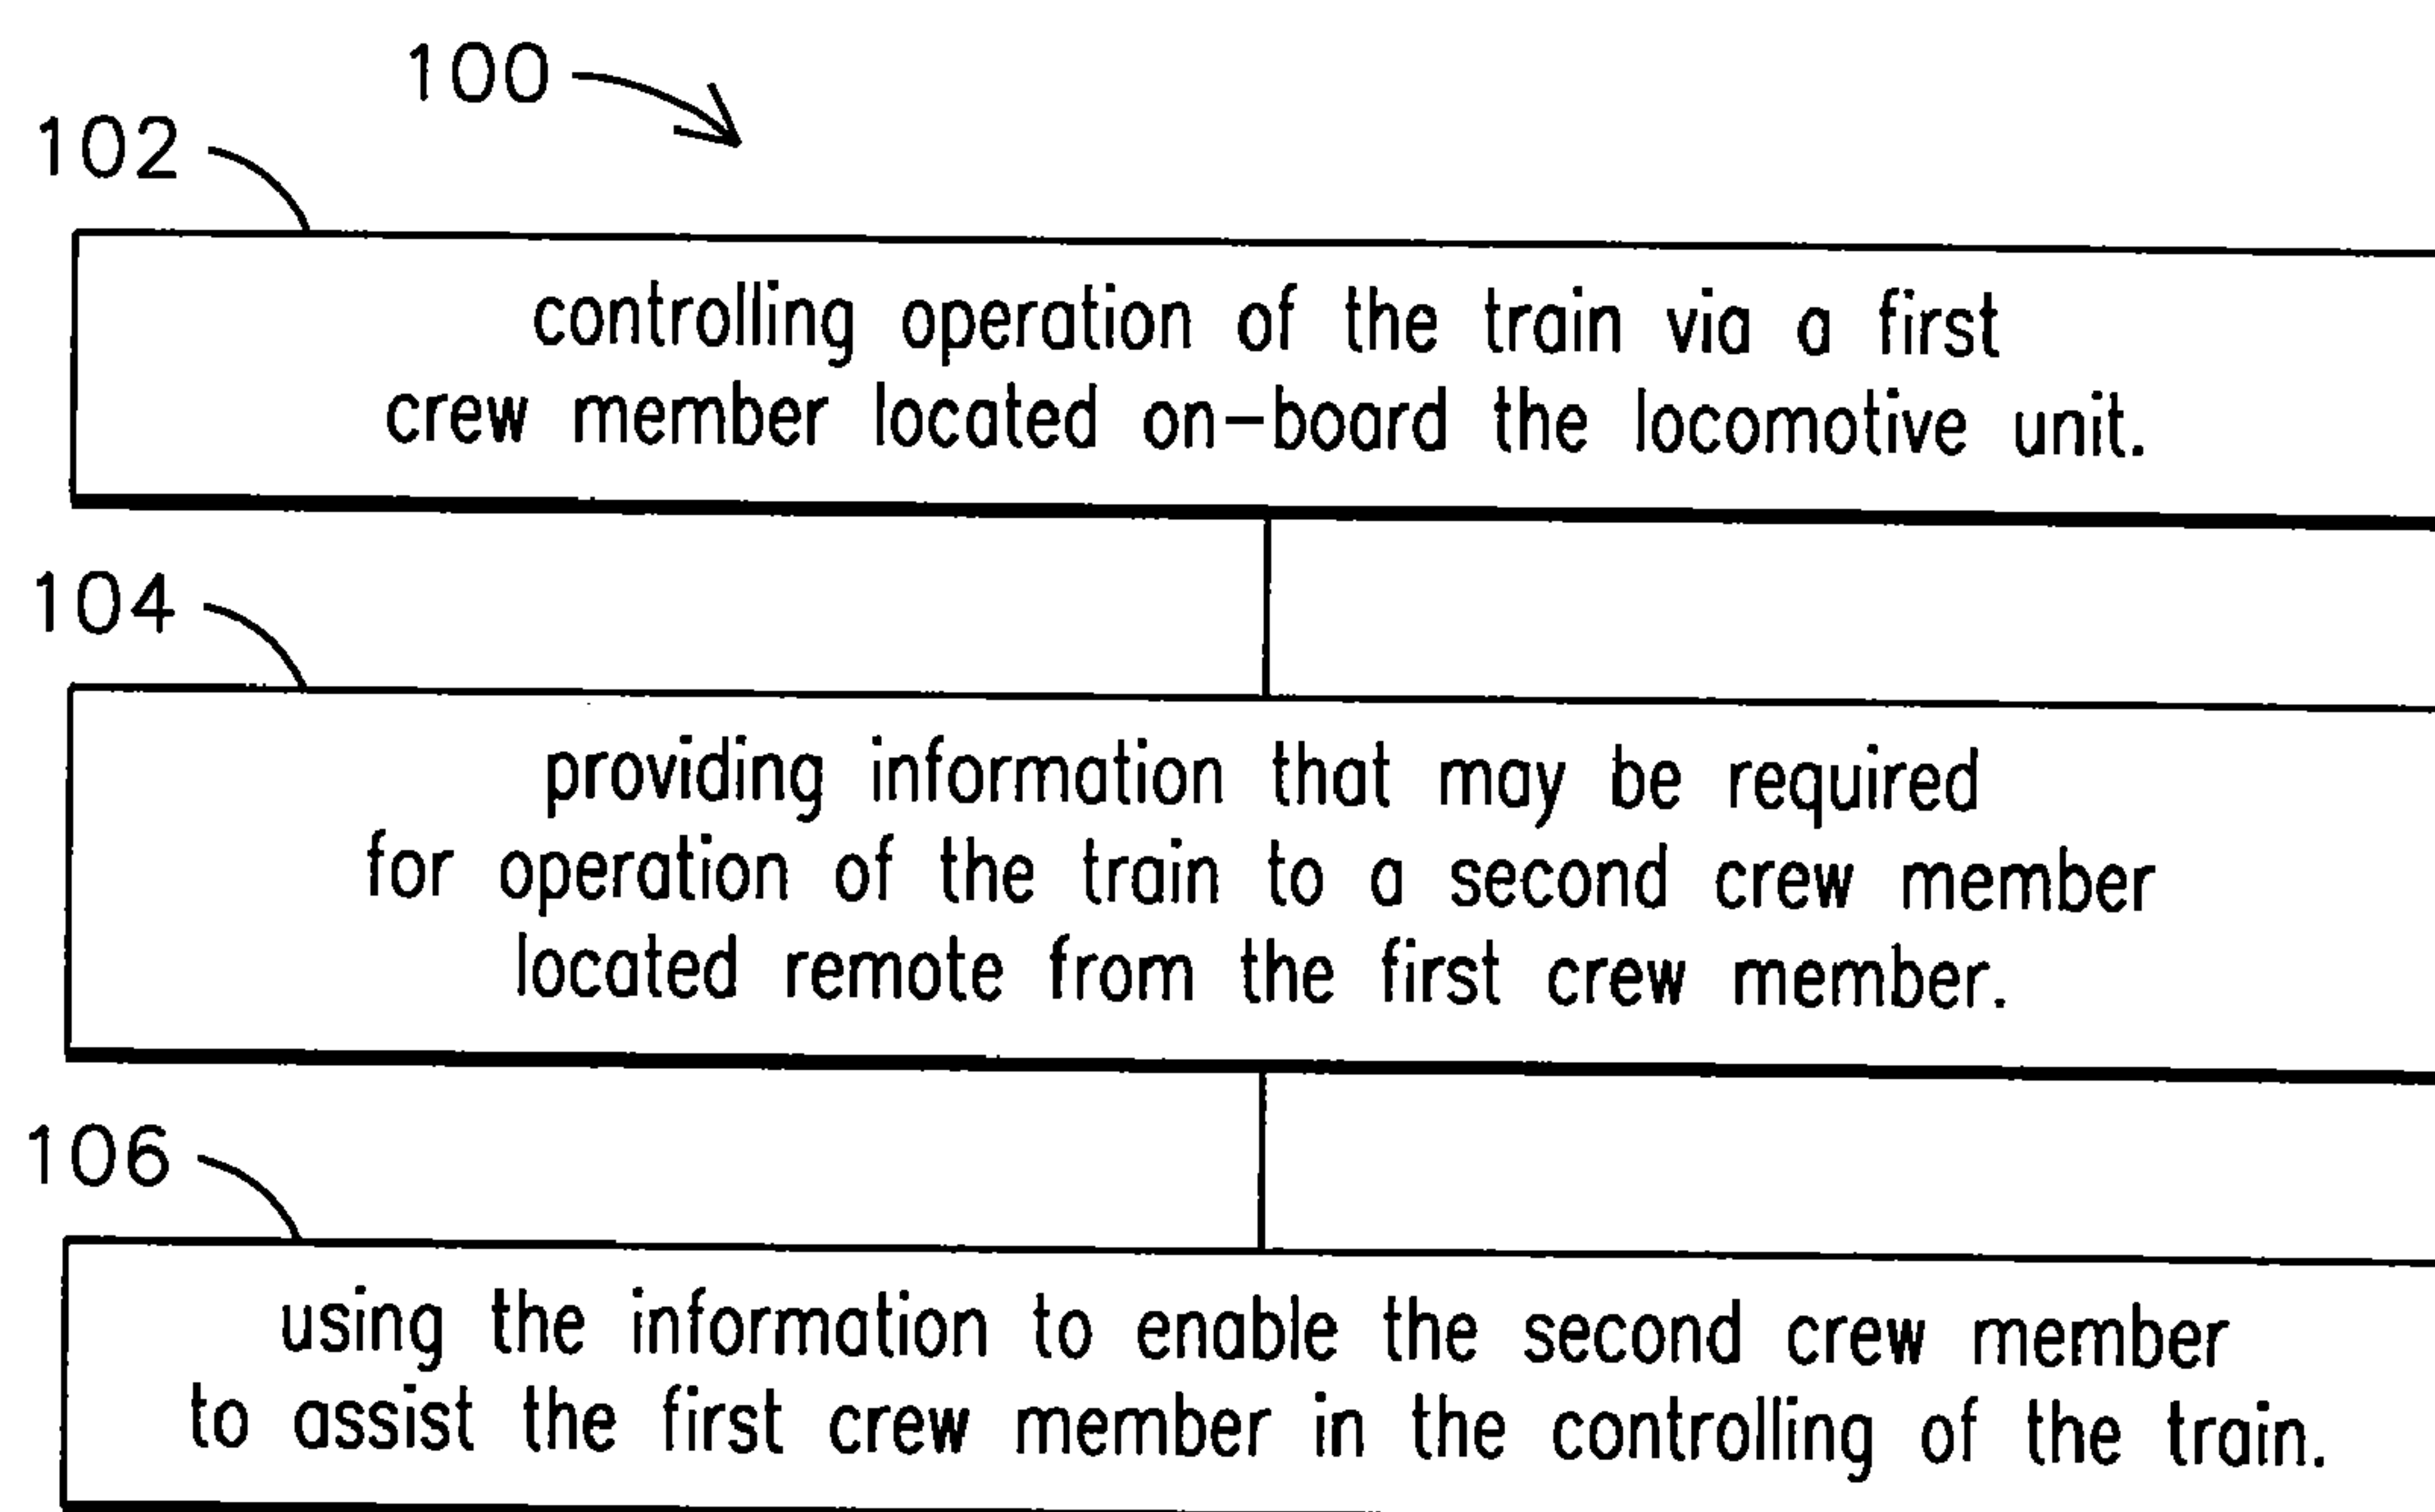 100
102
controlling operation of the train via a first
crew member located on-board the locomotive unit.
104
providing information that may be required
for operation of the train to a second crew member
located remote from the first crew member.
106
using the information to enable the second crew member
to assist the first crew member in the controlling of the train.